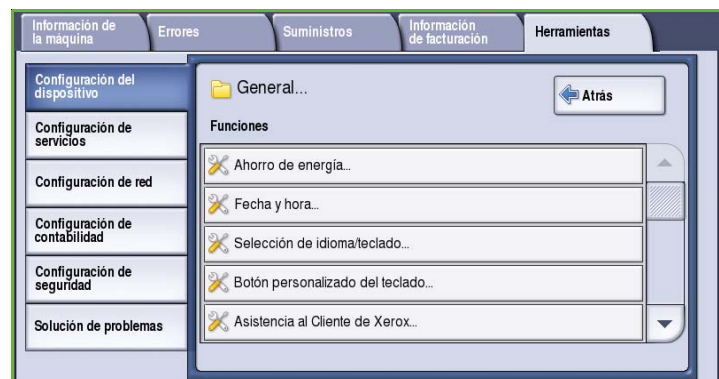 Información de
la máquina
Errores
Suministros
Información
de facturación
Herramientas
Configuración del
dispositivo
Configuración de
servicios
Configuración de red
Configuración de
contabilidad
Configuración de
seguridad
Solución de problemas
General...
Atrás
Funciones
Ahorro de energía...
Fecha y hora...
Selección de idioma/teclado...
Botón personalizado del teclado...
Asistencia al Cliente de Xerox...